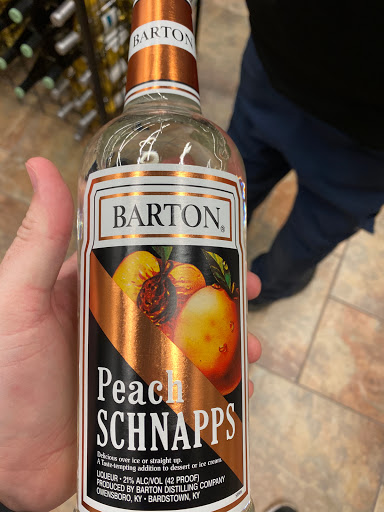 BARTON
BARTON®
Peach
SCHNAPPS
Delicious over ice or straight up.
A Taste-tempting addition to dessert or ice cream.
LIQUEUR • 21% ALC/VOL (42 PROOF)
PRODUCED BY BARTON DISTILLING COMPANY
OWENSBORO, KY • BARDSTOWN, KY